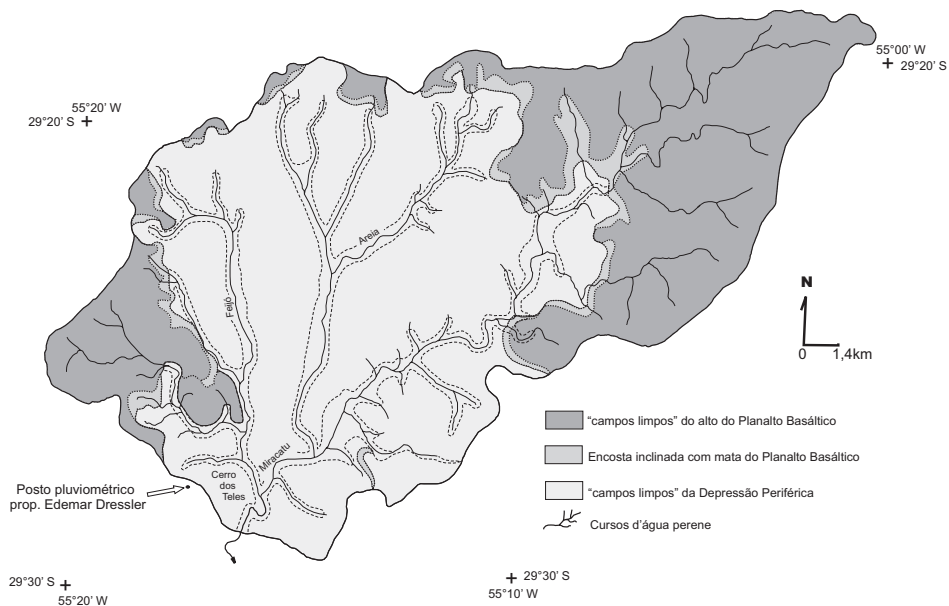 55°00' W
29°20' S
55°20' W
29°20' S
Areia
Feijó
N
0 1,4km
"campos limpos" do alto do Planalto Basáltico
Encosta inclinada com mata do Planalto Basáltico
"campos limpos" da Depressão Periférica
Cursos d'água perene
Miracatu
Cerro
dos
Teles
Posto pluviométrico
prop. Edemar Dressler
29°30' S
55°20' W
29°30' S
55°10' W